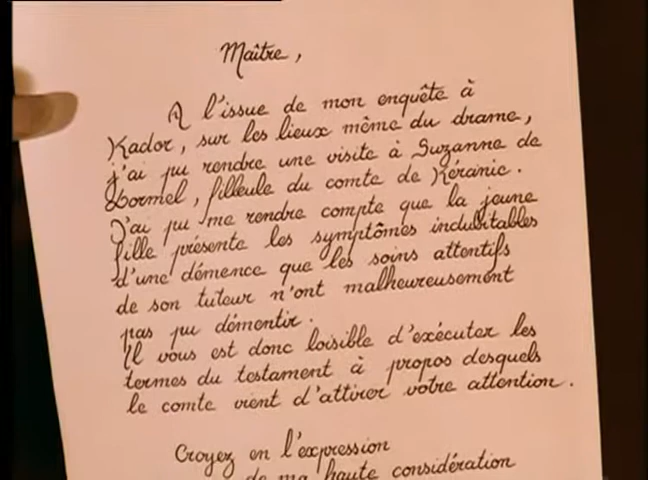 Maître,
A l'issue de mon enquête à
Kador, sur les lieux même du drame,
j'ai pu rendre une visite à Suzanne de
Lormel, filleule du comte de Kéranic.
J'ai pu me rendre compte que la jeune
fille présente les symptômes indubitables
d'une démence que les soins attentifs
de son tuteur n'ont malheureusement
pas pu démentir.
Il vous est donc loisible d'exécuter les
termes du testament à propos desquels
le comte vient d'attirer votre attention.
Croyez en l'expression
de ma haute considération